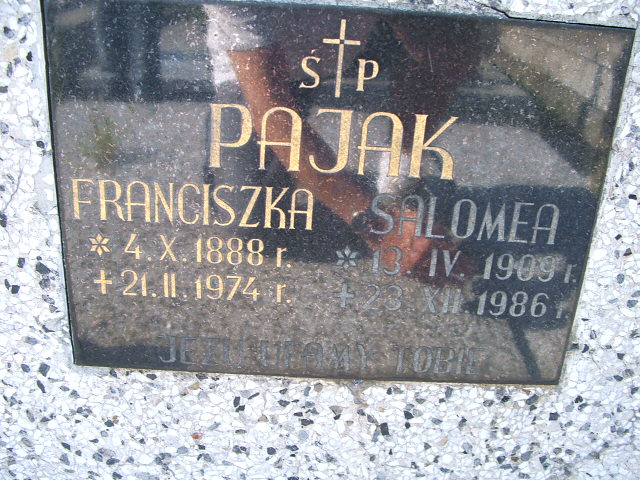 Ś P
PAJAK
FRANCISZKA
* 4. X. 1888 r.
+ 21. II. 1974 r.
SALOMEA
* 13. IV. 1909 r
+ 23. XII. 1986 r.
JEZU UFAMY TOBIE